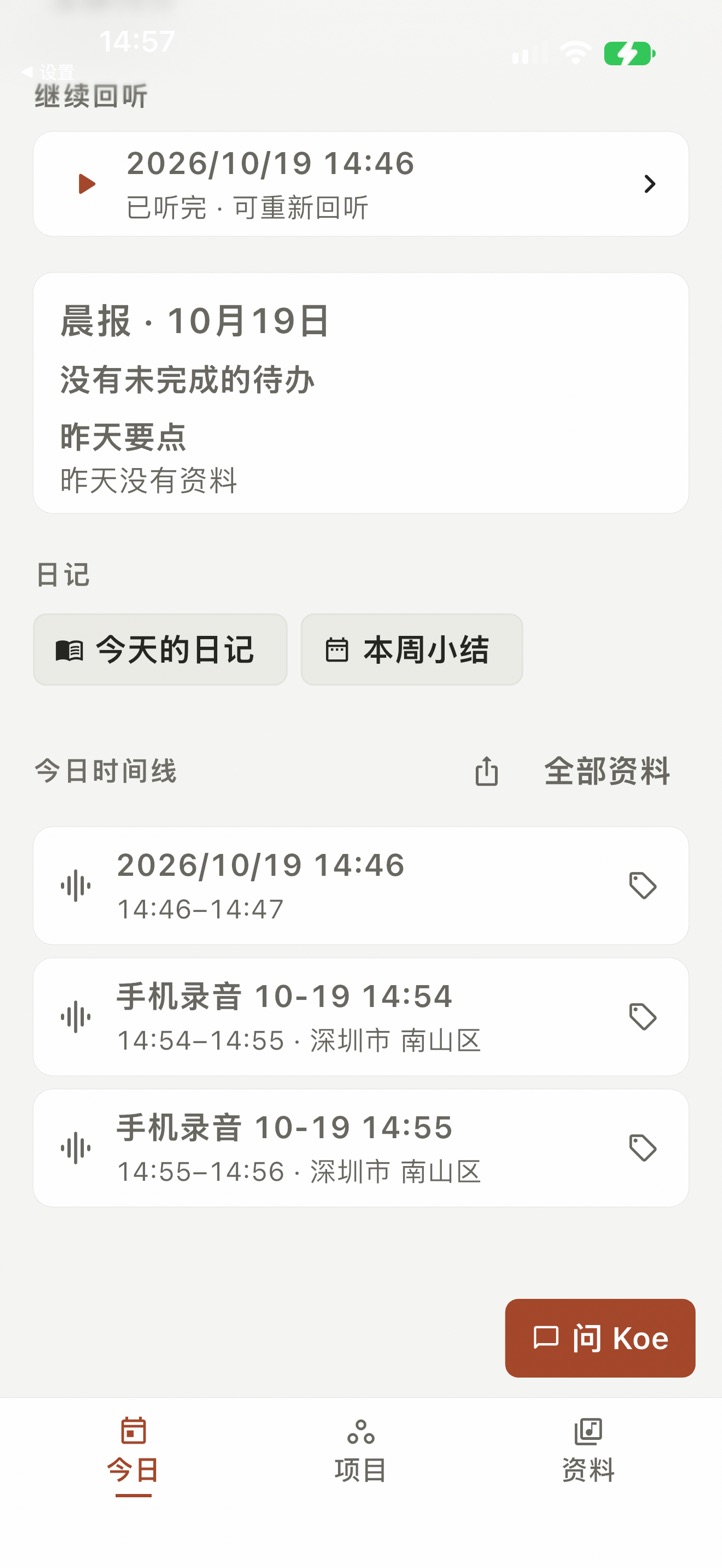 14:57
◀ 设置
继续回听
2026/10/19 14:46
已听完 · 可重新回听
晨报 · 10月19日
没有未完成的待办
昨天要点
昨天没有资料
日记
今天的日记
本周小结
今日时间线
全部资料
2026/10/19 14:46
14:46–14:47
手机录音 10-19 14:54
14:54–14:55 · 深圳市 南山区
手机录音 10-19 14:55
14:55–14:56 · 深圳市 南山区
问 Koe
今日
项目
资料